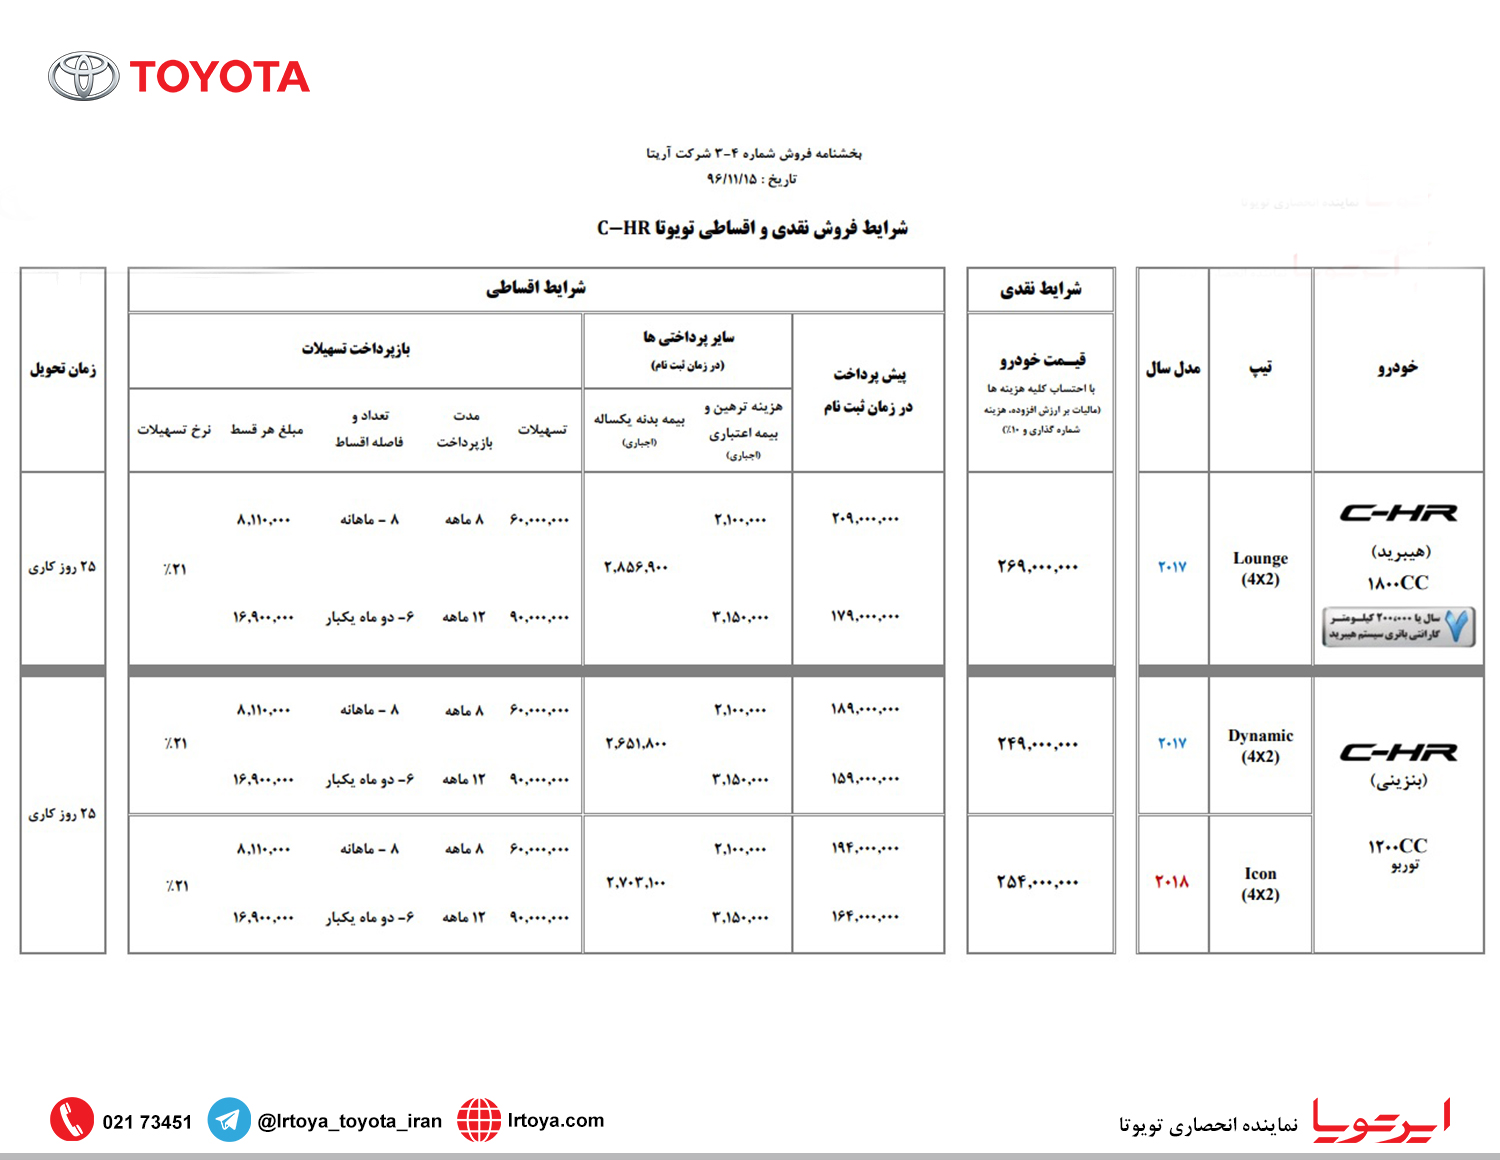 TOYOTA
بخشنامه فروش شماره ۴-۳ شرکت آریتا
تاریخ : ۹۶/۱۱/۱۵
نماینده انحصاری تویوتا
شرایط فروش نقدی و اقساطی تویوتا C-HR
خودرو
تیپ
مدل سال
شرایط نقدی
قیـمت خودرو
با احتساب کلیه هزینه ها
(مالیات بر ارزش افزوده، هزینه
شماره گذاری و ۱۰٪)
شرایط اقساطی
پیش پرداخت
در زمان ثبت نام
سایر پرداختی ها
(در زمان ثبت نام)
هزینه ترهین و
بیمه اعتباری
(اجباری)
بیمه بدنه یکساله
(اجباری)
بازپرداخت تسهیلات
تسهیلات
مدت
بازپرداخت
تعداد و
فاصله اقساط
مبلغ هر قسط
نرخ تسهیلات
زمان تحویل
C-HR
(هیبرید)
۱۸۰۰CC
۷ سال یا ۲۰۰،۰۰۰ کیلـومتـر
گارانتی باتری سیستم هیبرید
Lounge
(4X2)
۲۰۱۷
۲۶۹,۰۰۰,۰۰۰
۲۰۹,۰۰۰,۰۰۰ ۲,۱۰۰,۰۰۰ ۶۰,۰۰۰,۰۰۰ ۸ ماهه ۸ - ماهانه ۸,۱۱۰,۰۰۰
۲,۸۵۶,۹۰۰ ٪۲۱
۱۷۹,۰۰۰,۰۰۰ ۳,۱۵۰,۰۰۰ ۹۰,۰۰۰,۰۰۰ ۱۲ ماهه ۶- دو ماه یکبار ۱۶,۹۰۰,۰۰۰
۲۵ روز کاری
C-HR
(بنزینی)
۱۲۰۰CC
توربو
Dynamic
(4X2)
۲۰۱۷
۲۴۹,۰۰۰,۰۰۰
۱۸۹,۰۰۰,۰۰۰ ۲,۱۰۰,۰۰۰ ۶۰,۰۰۰,۰۰۰ ۸ ماهه ۸ - ماهانه ۸,۱۱۰,۰۰۰
۲,۶۵۱,۸۰۰ ٪۲۱
۱۵۹,۰۰۰,۰۰۰ ۳,۱۵۰,۰۰۰ ۹۰,۰۰۰,۰۰۰ ۱۲ ماهه ۶- دو ماه یکبار ۱۶,۹۰۰,۰۰۰
Icon
(4X2)
۲۰۱۸
۲۵۴,۰۰۰,۰۰۰
۱۹۴,۰۰۰,۰۰۰ ۲,۱۰۰,۰۰۰ ۶۰,۰۰۰,۰۰۰ ۸ ماهه ۸ - ماهانه ۸,۱۱۰,۰۰۰
۲,۷۰۳,۱۰۰ ٪۲۱
۱۶۴,۰۰۰,۰۰۰ ۳,۱۵۰,۰۰۰ ۹۰,۰۰۰,۰۰۰ ۱۲ ماهه ۶- دو ماه یکبار ۱۶,۹۰۰,۰۰۰
۲۵ روز کاری
ایرتویا نماینده انحصاری تویوتا
021 73451 @Irtoya_toyota_iran Irtoya.com